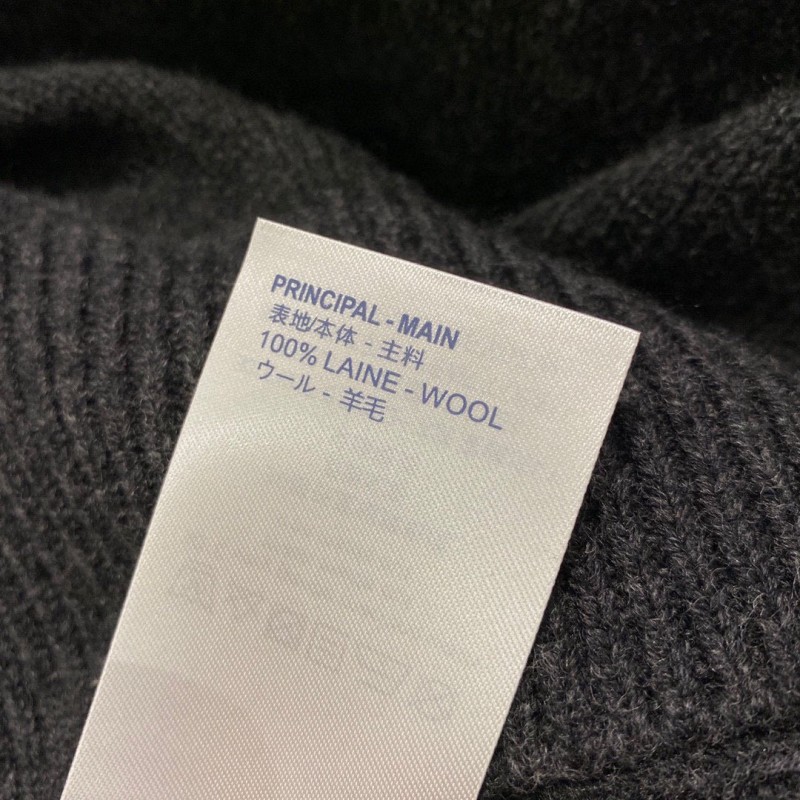 PRINCIPAL - MAIN
表地/本体 - 主料
100% LAINE - WOOL
ウール - 羊毛